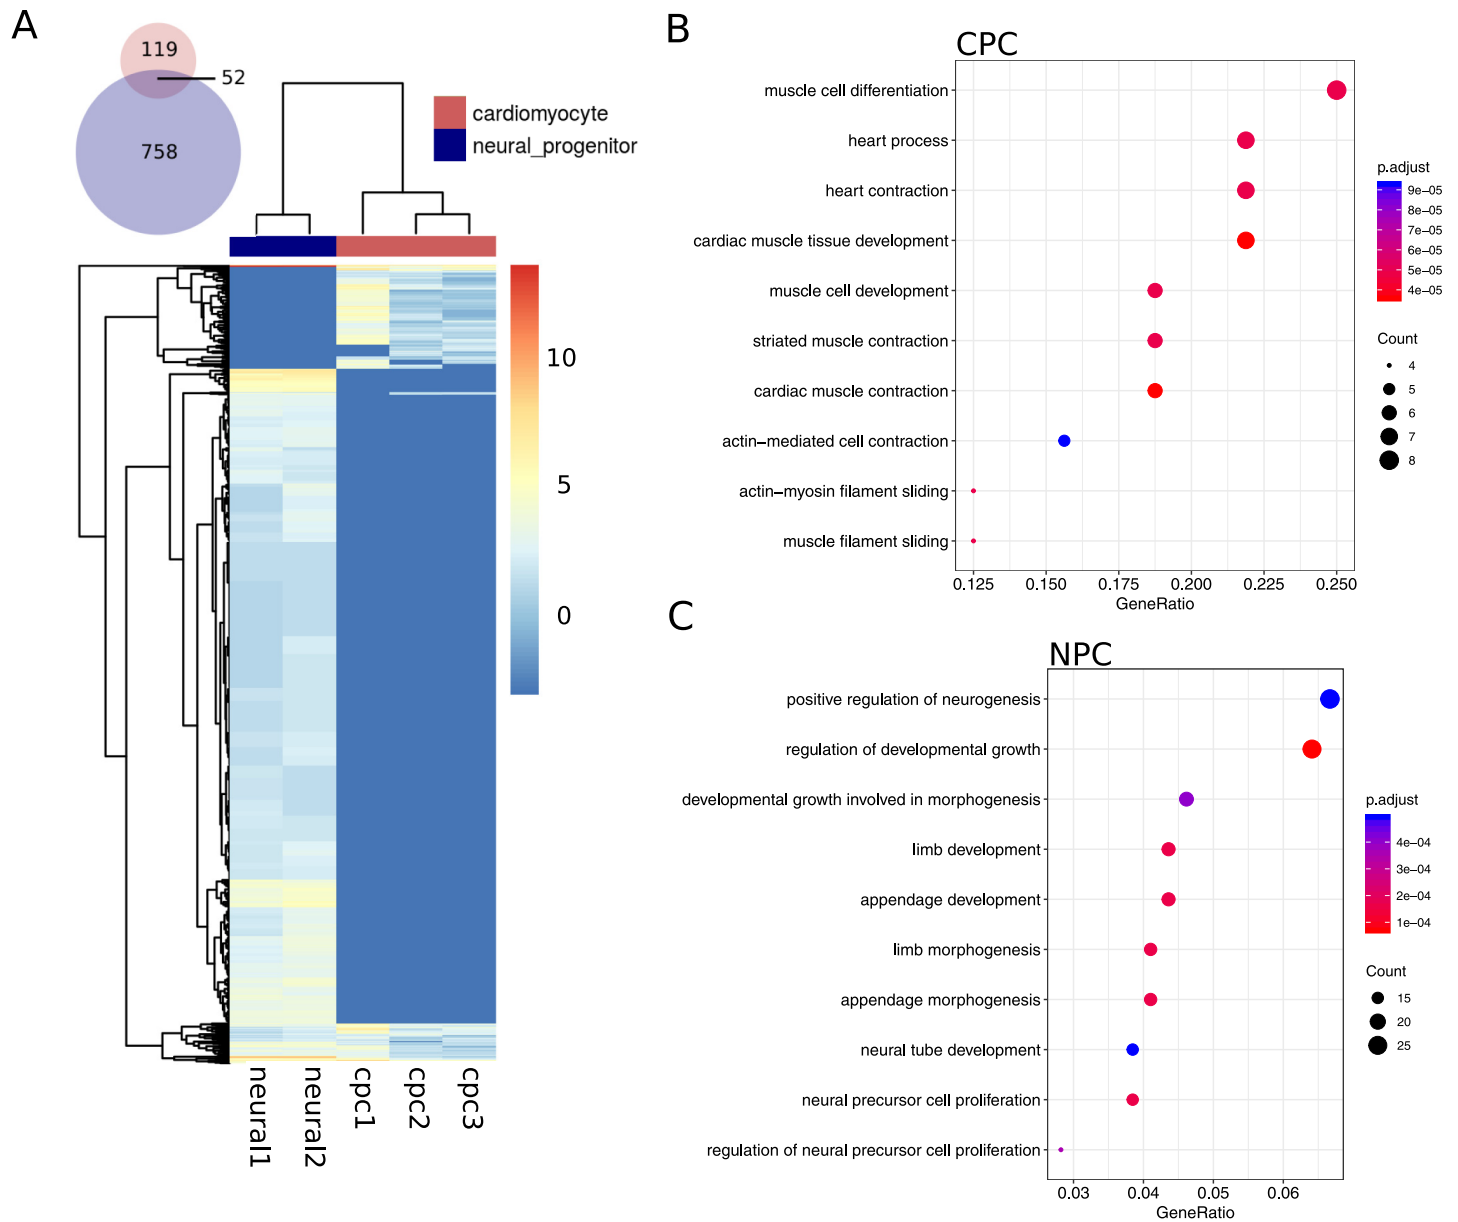 A
119
52
758
cardiomyocyte
neural_progenitor
10
5
0
neural1
neural2
cpc1
cpc2
cpc3
B
CPC
muscle cell differentiation
heart process
heart contraction
cardiac muscle tissue development
muscle cell development
striated muscle contraction
cardiac muscle contraction
actin−mediated cell contraction
actin−myosin filament sliding
muscle filament sliding
0.125 0.150 0.175 0.200 0.225 0.250
GeneRatio
p.adjust
9e−05
8e−05
7e−05
6e−05
5e−05
4e−05
Count
4
5
6
7
8
C
NPC
positive regulation of neurogenesis
regulation of developmental growth
developmental growth involved in morphogenesis
limb development
appendage development
limb morphogenesis
appendage morphogenesis
neural tube development
neural precursor cell proliferation
regulation of neural precursor cell proliferation
0.03 0.04 0.05 0.06
GeneRatio
p.adjust
4e−04
3e−04
2e−04
1e−04
Count
15
20
25